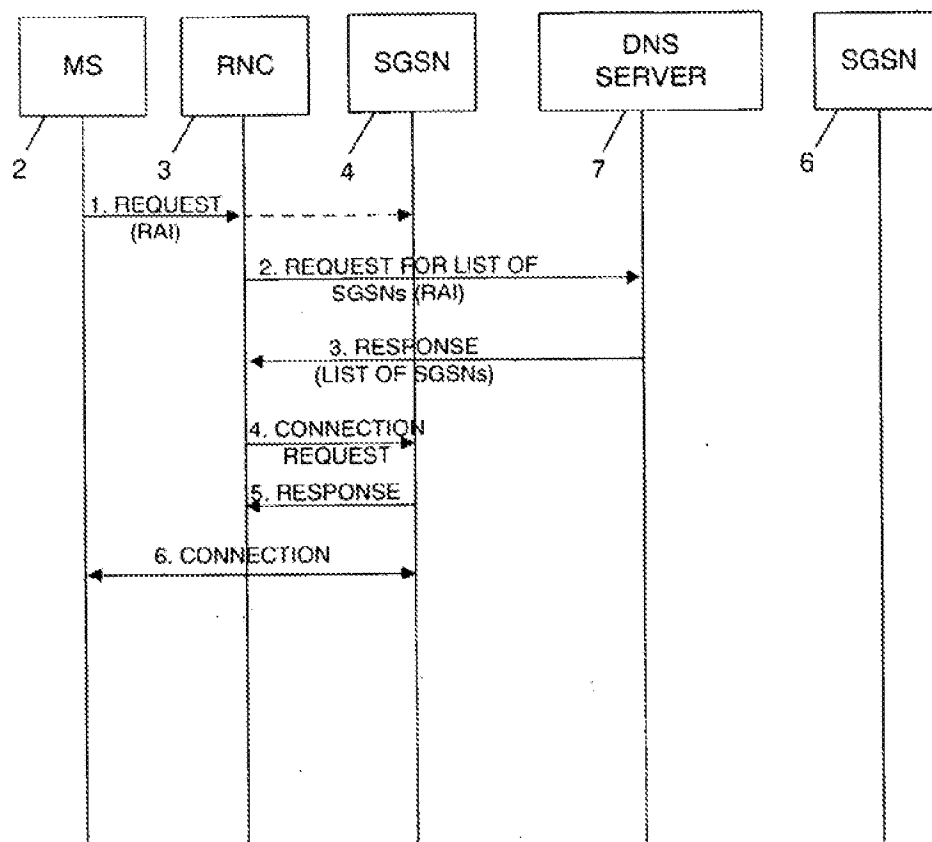 MS
RNC
SGSN
DNS
SERVER
SGSN
2
3
4
7
6
1. REQUEST
(RAI)
2. REQUEST FOR LIST OF
SGSNs (RAI)
3. RESPONSE
(LIST OF SGSNs)
4. CONNECTION
REQUEST
5. RESPONSE
6. CONNECTION